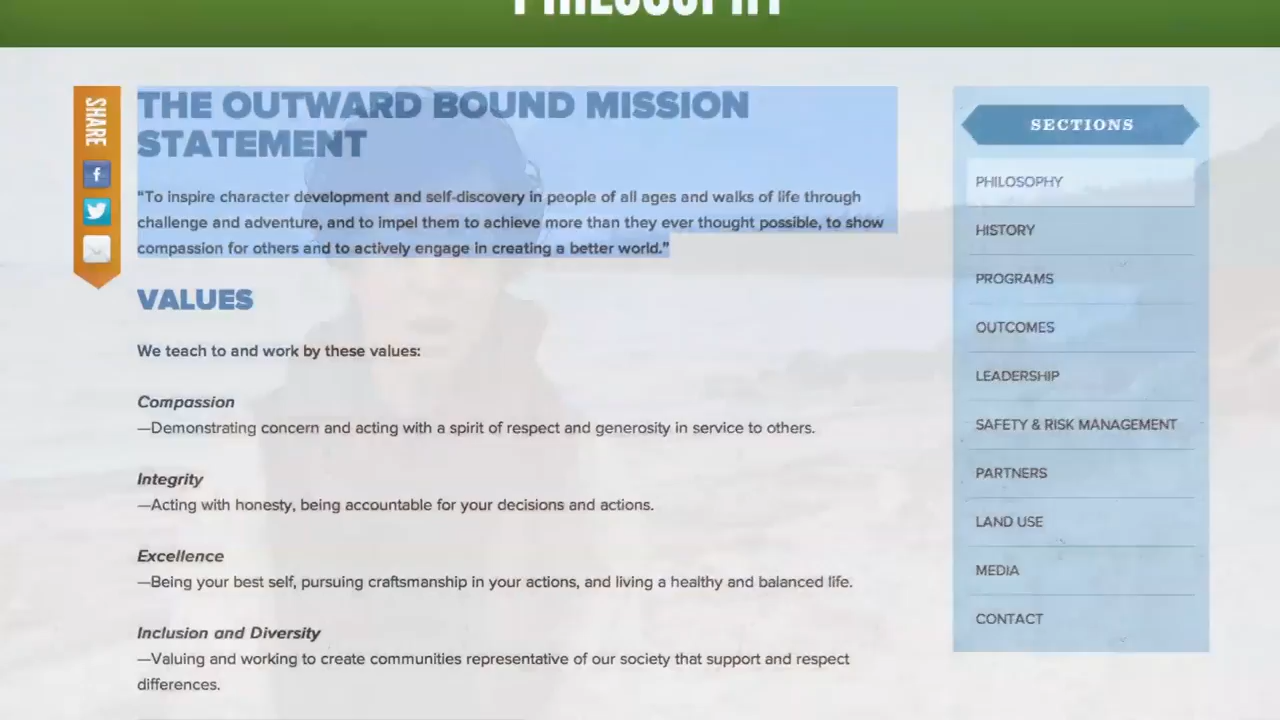 PHILOSOPHY
SHARE
THE OUTWARD BOUND MISSION
STATEMENT
"To inspire character development and self-discovery in people of all ages and walks of life through
challenge and adventure, and to impel them to achieve more than they ever thought possible, to show
compassion for others and to actively engage in creating a better world."
VALUES
We teach to and work by these values:
Compassion
—Demonstrating concern and acting with a spirit of respect and generosity in service to others.
Integrity
—Acting with honesty, being accountable for your decisions and actions.
Excellence
—Being your best self, pursuing craftsmanship in your actions, and living a healthy and balanced life.
Inclusion and Diversity
—Valuing and working to create communities representative of our society that support and respect
differences.
SECTIONS
PHILOSOPHY
HISTORY
PROGRAMS
OUTCOMES
LEADERSHIP
SAFETY & RISK MANAGEMENT
PARTNERS
LAND USE
MEDIA
CONTACT